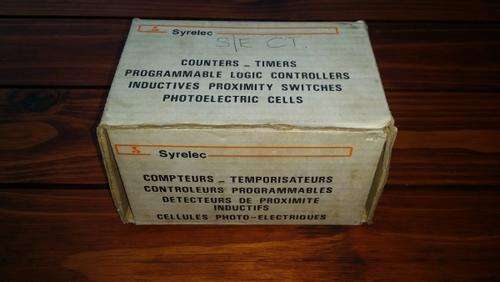 Syrelec
S/E CT.
COUNTERS - TIMERS
PROGRAMMABLE LOGIC CONTROLLERS
INDUCTIVES PROXIMITY SWITCHES
PHOTOELECTRIC CELLS
Syrelec
COMPTEURS - TEMPORISATEURS
CONTROLEURS PROGRAMMABLES
DETECTEURS DE PROXIMITE
INDUCTIFS
CELLULES PHOTO-ELECTRIQUES